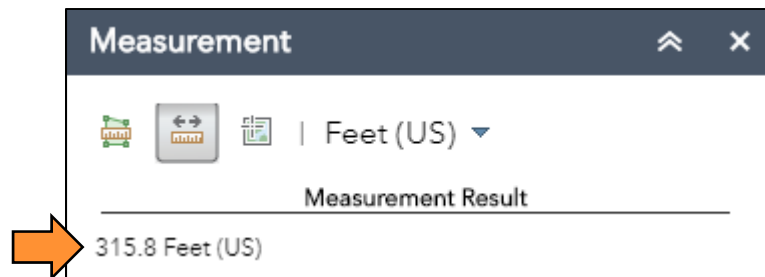 Measurement
| Feet (US)
Measurement Result
315.8 Feet (US)